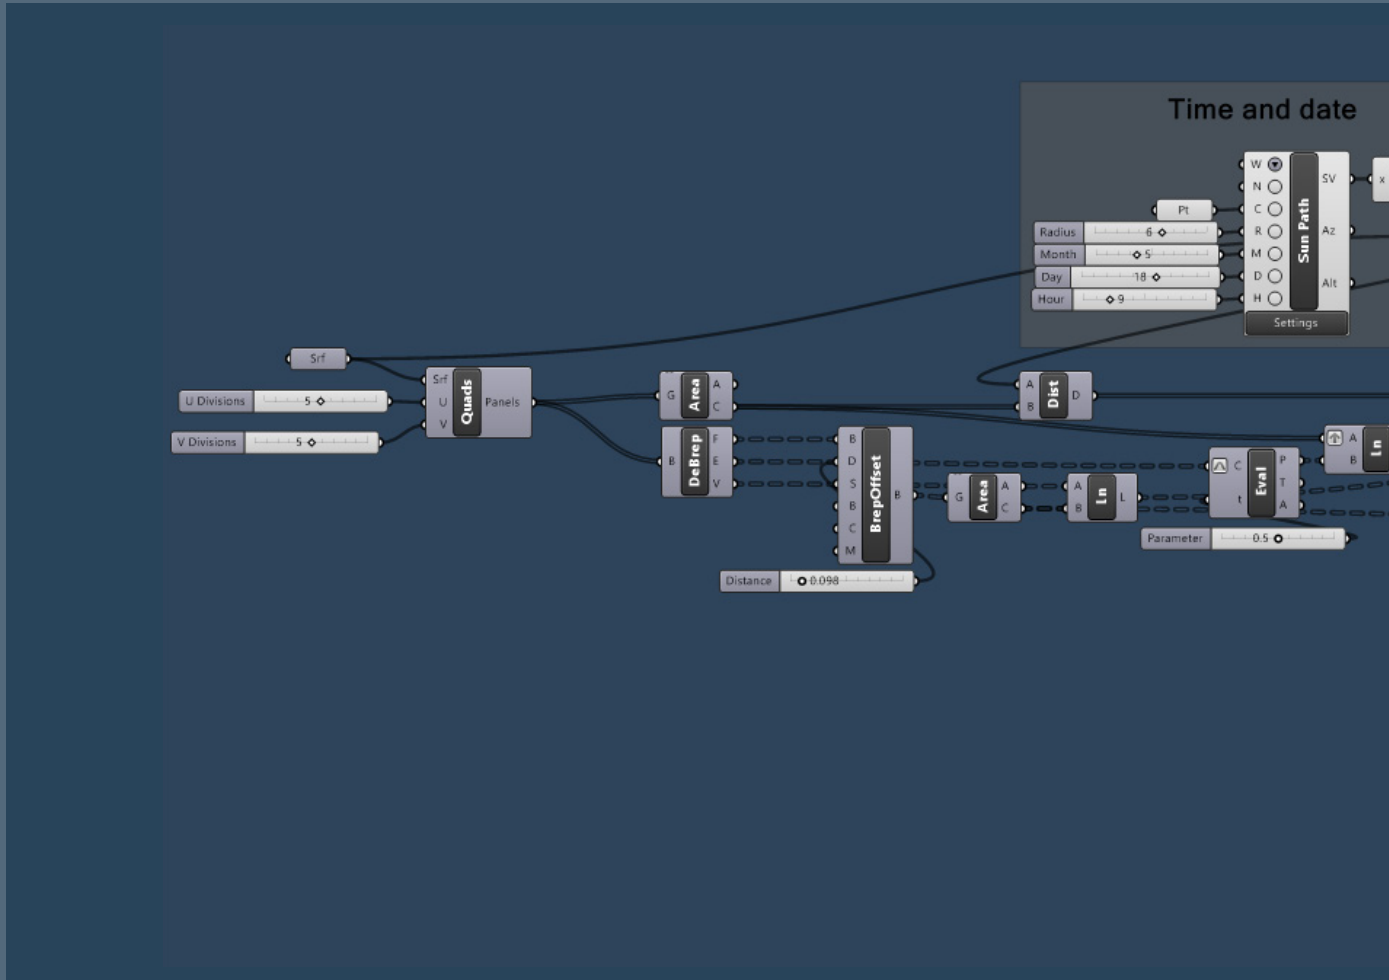 Time and date
W
N
C
R
M
D
H
Sun Path
SV
Az
Alt
Settings
x
Pt
Radius 6
Month 5
Day 18
Hour 9
Srf
U Divisions 5
V Divisions 5
Srf
U
V
Quads
Panels
G
Area
A
C
B
DeBrep
F
E
V
B
D
S
B
C
M
BrepOffset
B
Distance 0.098
G
Area
A
C
A
B
Ln
L
A
B
Dist
D
C
t
Eval
P
T
A
Parameter 0.5
A
B
Ln